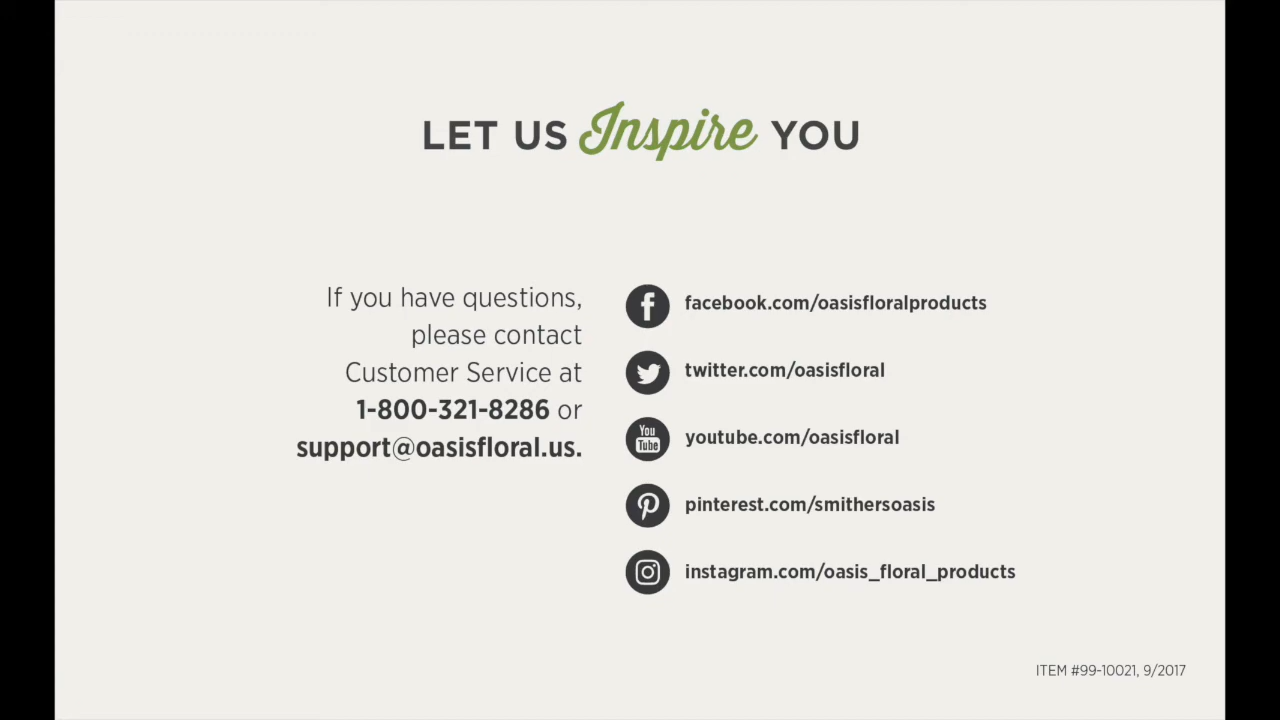 LET US Inspire YOU
If you have questions,
please contact
Customer Service at
1-800-321-8286 or
support@oasisfloral.us.
facebook.com/oasisfloralproducts
twitter.com/oasisfloral
You
Tube
youtube.com/oasisfloral
pinterest.com/smithersoasis
instagram.com/oasis_floral_products
ITEM #99-10021, 9/2017